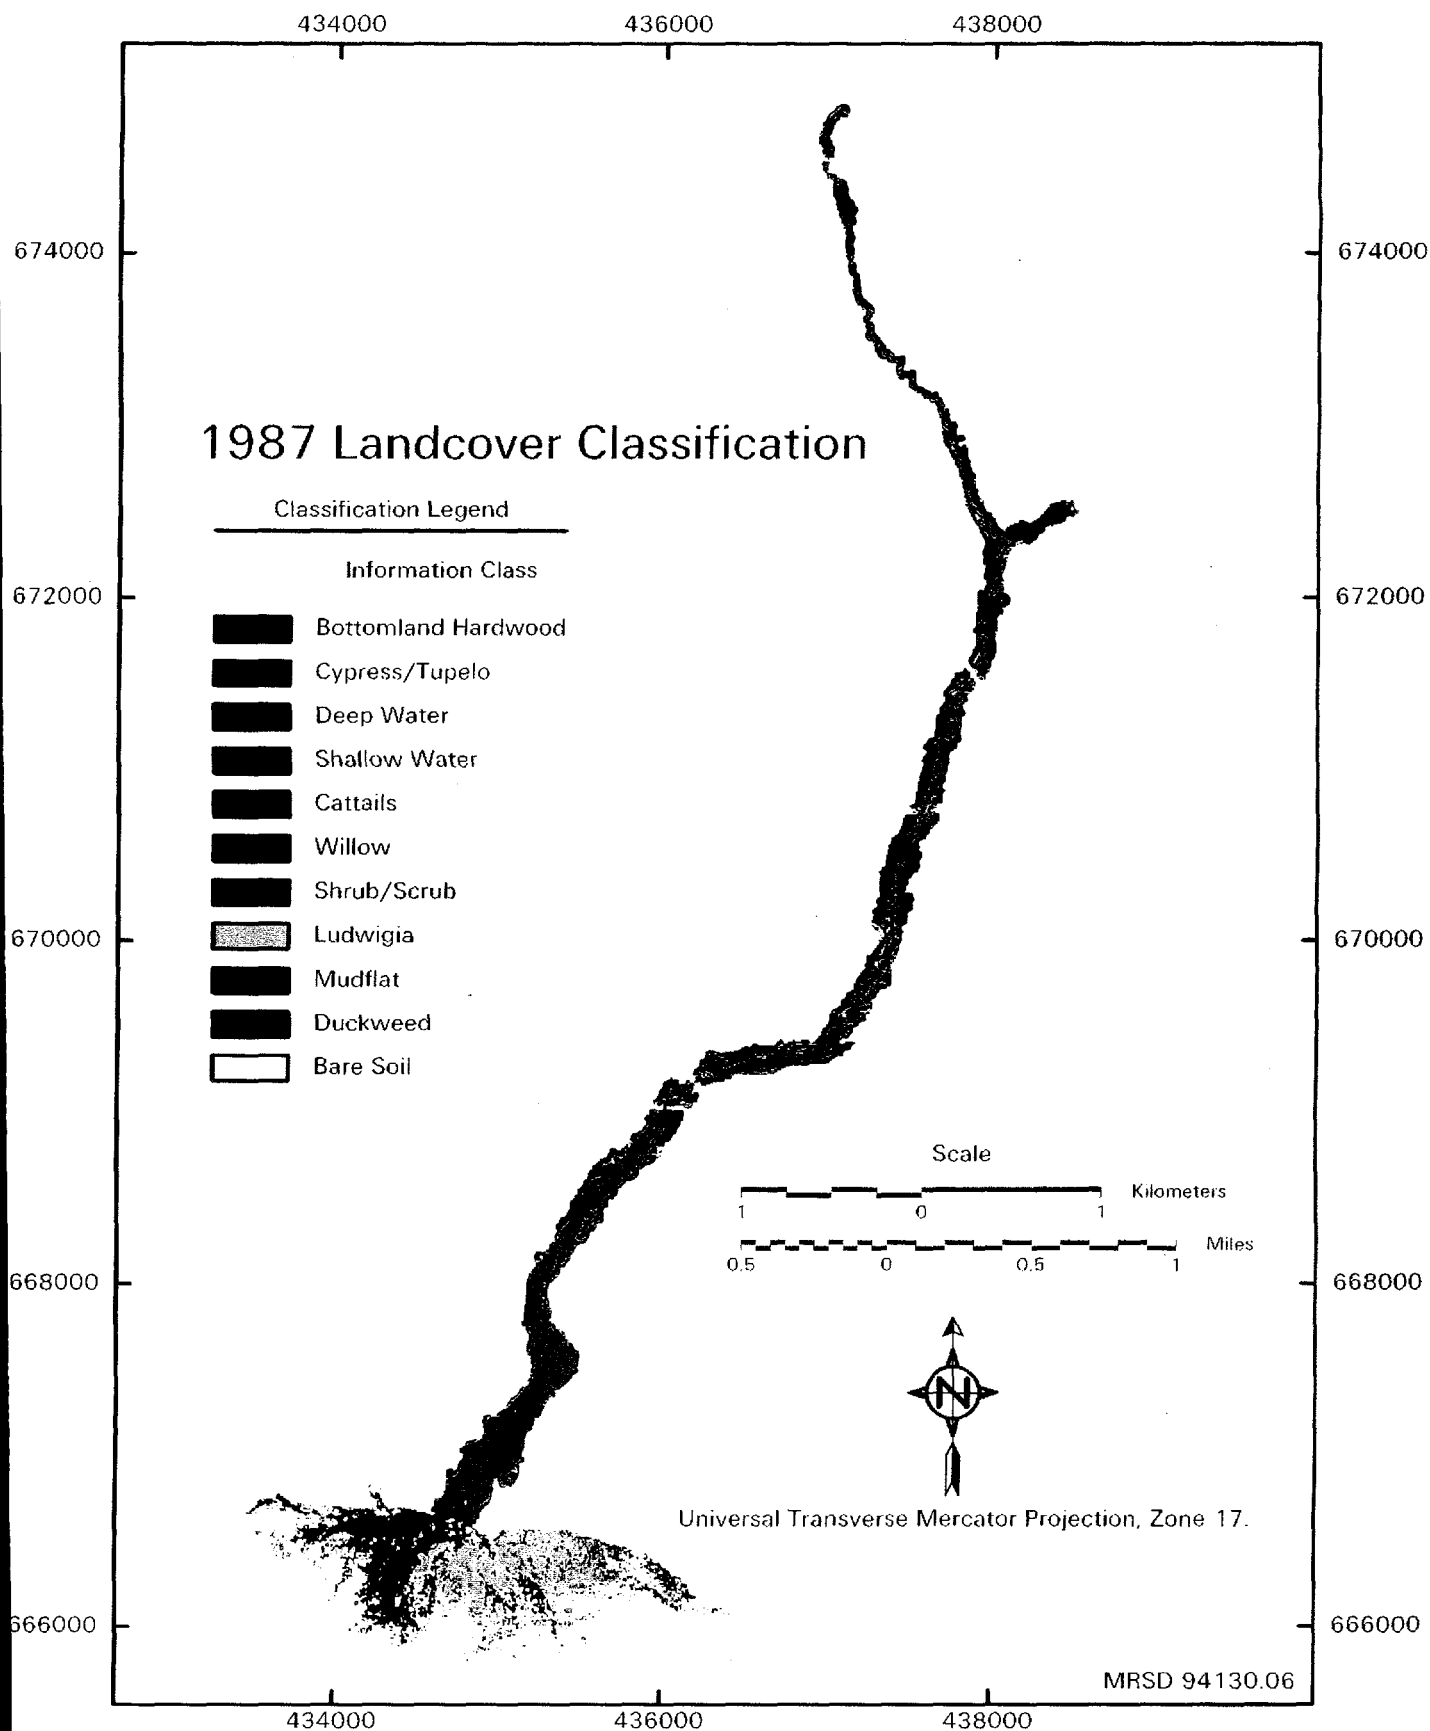 434000 436000 438000
674000 674000
1987 Landcover Classification
Classification Legend
Information Class
672000 672000
Bottomland Hardwood
Cypress/Tupelo
Deep Water
Shallow Water
Cattails
Willow
Shrub/Scrub
Ludwigia
670000 670000
Mudflat
Duckweed
Bare Soil
Scale
Kilometers
1 0 1
Miles
0.5 0 0.5 1
668000 668000
N
Universal Transverse Mercator Projection, Zone 17.
666000 666000
MRSD 94130.06
434000 436000 438000